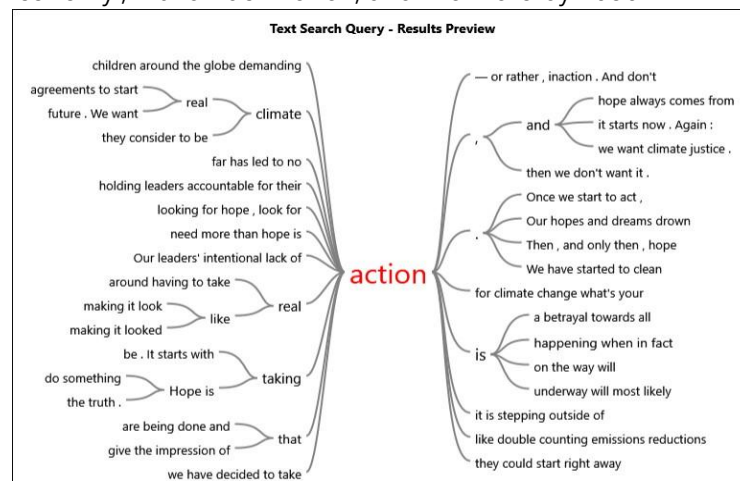 Text Search Query - Results Preview
children around the globe demanding
agreements to start
future . We want
real
they consider to be
climate
far has led to no
holding leaders accountable for their
looking for hope , look for
need more than hope is
Our leaders' intentional lack of
around having to take
making it look
making it looked
like
real
be . It starts with
do something
the truth .
Hope is
taking
are being done and
give the impression of
that
we have decided to take
action
— or rather , inaction . And don't
,
and
hope always comes from
it starts now . Again :
we want climate justice .
then we don't want it .
.
Once we start to act ,
Our hopes and dreams drown
Then , and only then , hope
We have started to clean
for climate change what's your
is
a betrayal towards all
happening when in fact
on the way will
underway will most likely
it is stepping outside of
like double counting emissions reductions
they could start right away